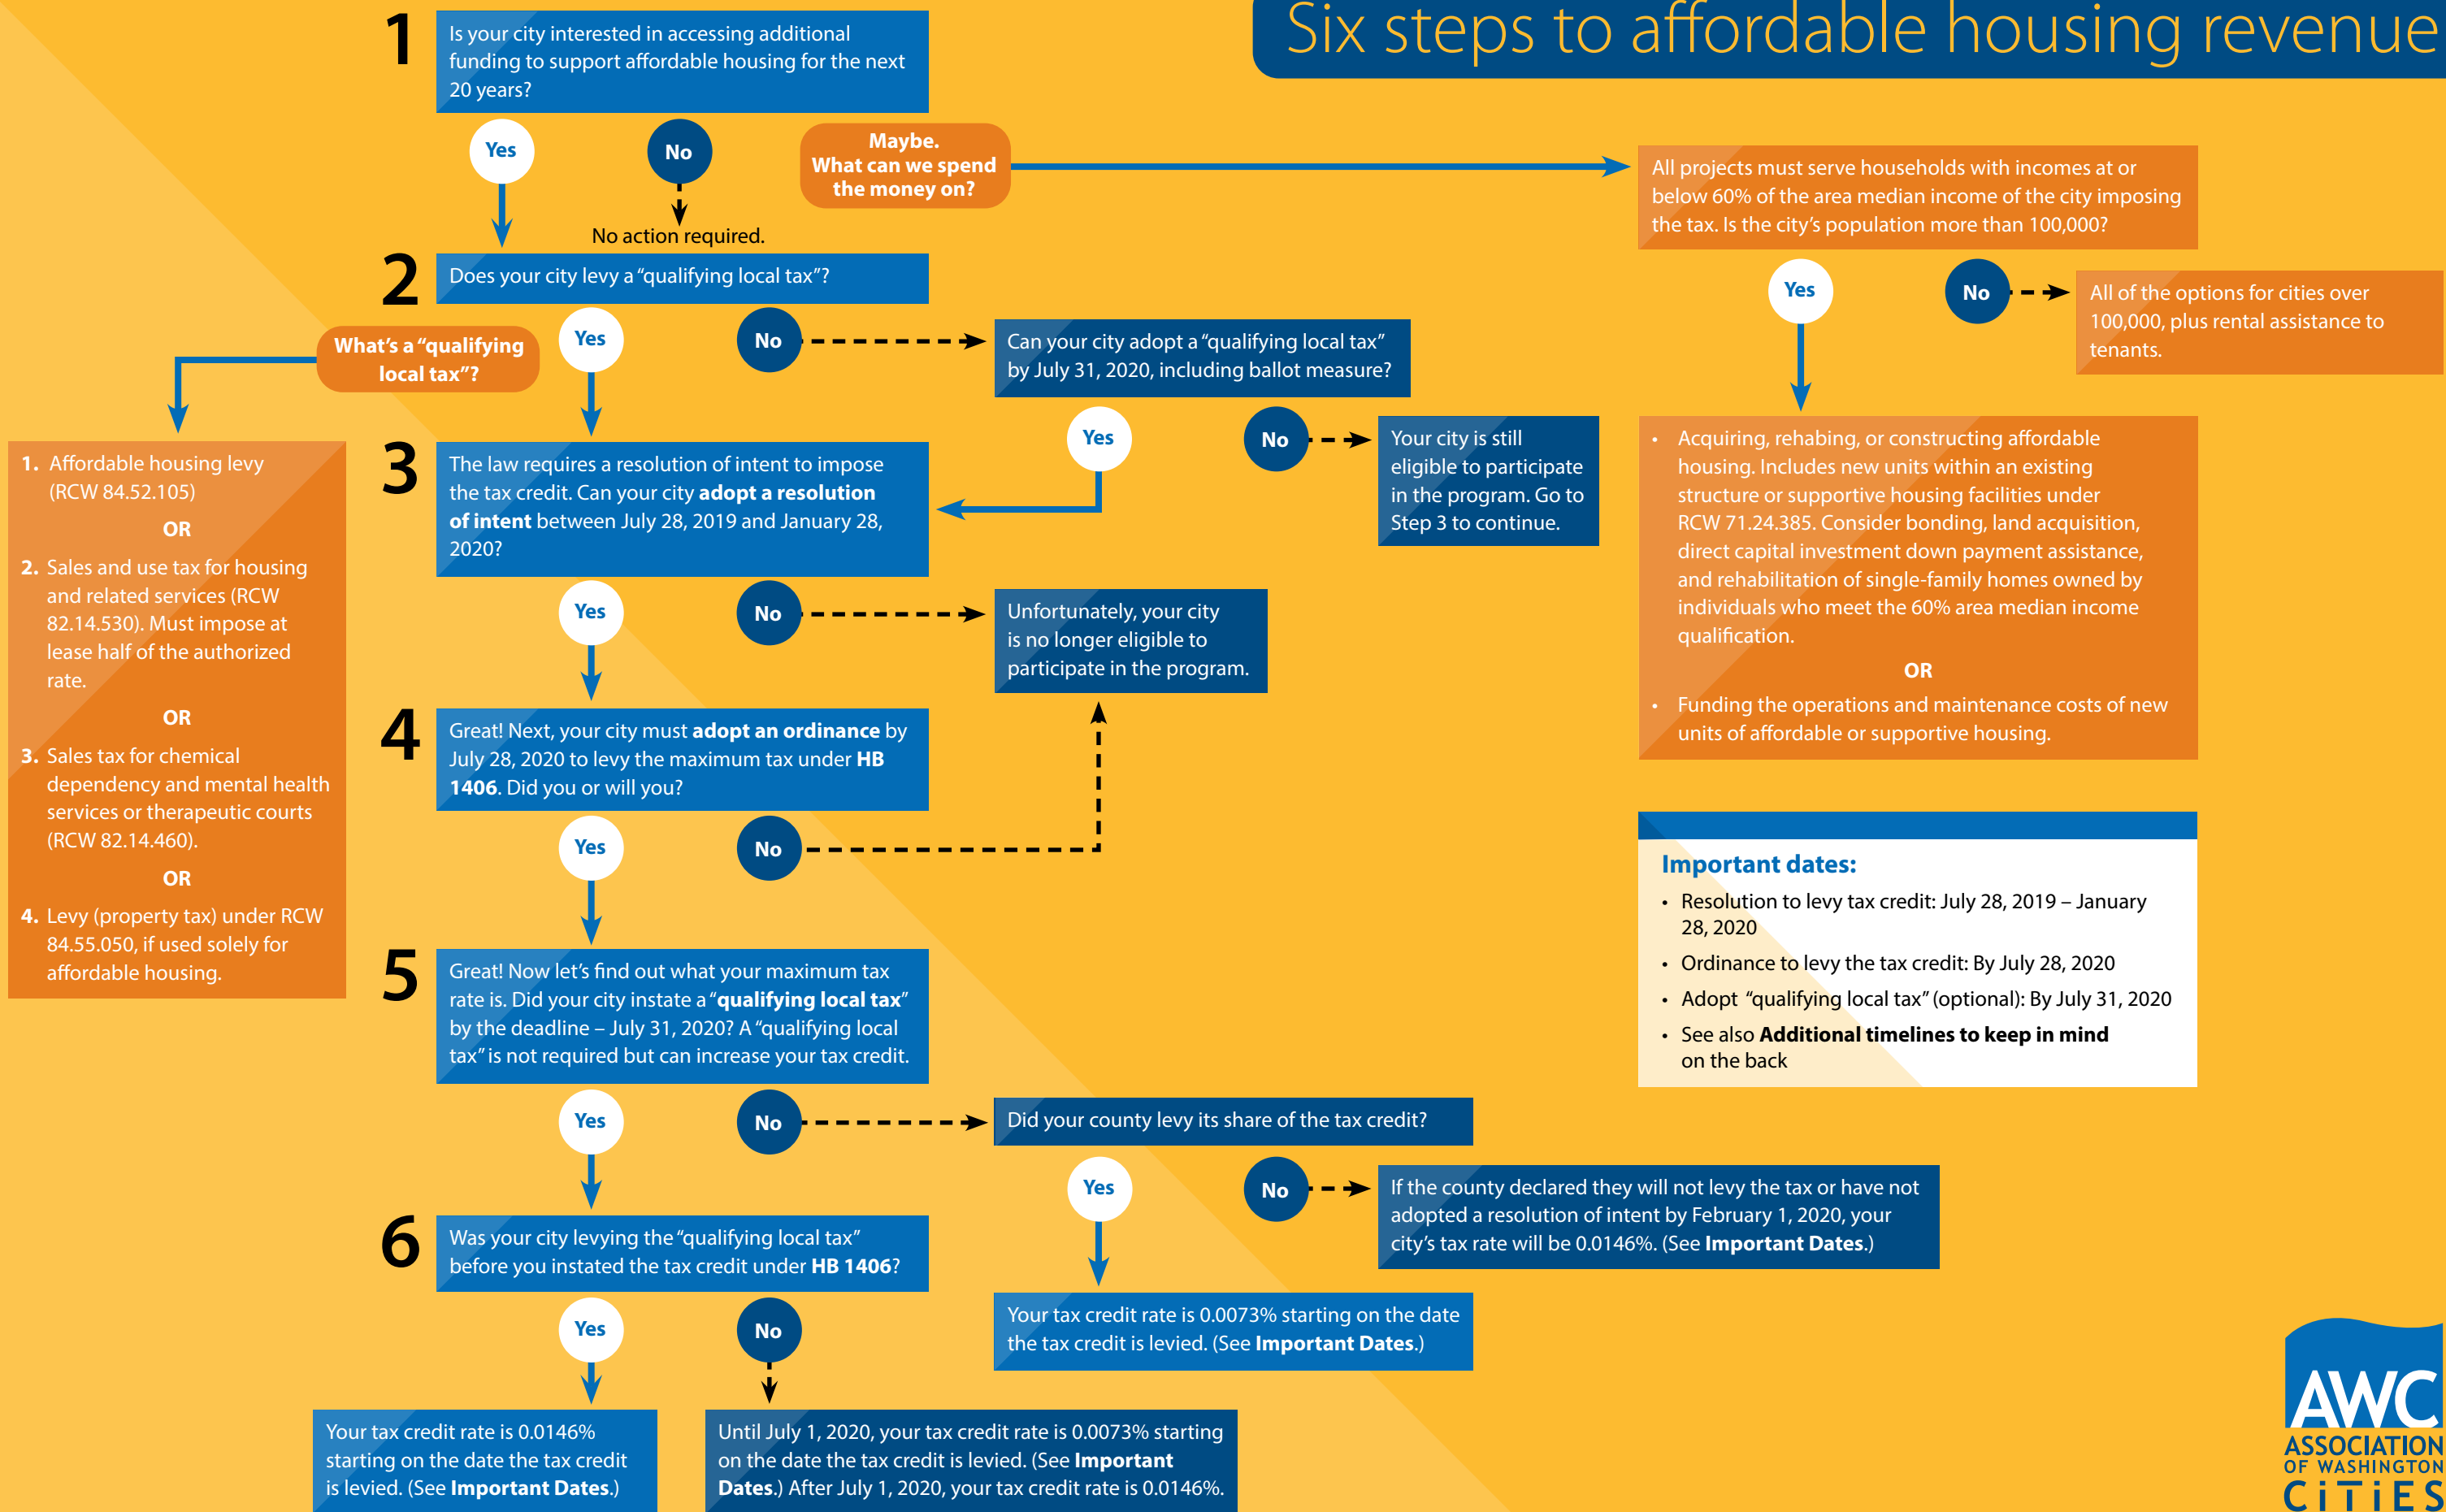 Six steps to affordable housing revenue
1
Is your city interested in accessing additional
funding to support affordable housing for the next
20 years?
Yes
No
Maybe.
What can we spend
the money on?
No action required.
All projects must serve households with incomes at or
below 60% of the area median income of the city imposing
the tax. Is the city’s population more than 100,000?
Yes
No
All of the options for cities over
100,000, plus rental assistance to
tenants.
• Acquiring, rehabing, or constructing affordable
housing. Includes new units within an existing
structure or supportive housing facilities under
RCW 71.24.385. Consider bonding, land acquisition,
direct capital investment down payment assistance,
and rehabilitation of single-family homes owned by
individuals who meet the 60% area median income
qualification.
OR
• Funding the operations and maintenance costs of new
units of affordable or supportive housing.
2
Does your city levy a “qualifying local tax”?
What’s a “qualifying
local tax”?
Yes
No
Can your city adopt a “qualifying local tax”
by July 31, 2020, including ballot measure?
Yes
No
Your city is still
eligible to participate
in the program. Go to
Step 3 to continue.
1. Affordable housing levy
(RCW 84.52.105)
OR
2. Sales and use tax for housing
and related services (RCW
82.14.530). Must impose at
lease half of the authorized
rate.
OR
3. Sales tax for chemical
dependency and mental health
services or therapeutic courts
(RCW 82.14.460).
OR
4. Levy (property tax) under RCW
84.55.050, if used solely for
affordable housing.
3
The law requires a resolution of intent to impose
the tax credit. Can your city adopt a resolution
of intent between July 28, 2019 and January 28,
2020?
Yes
No
Unfortunately, your city
is no longer eligible to
participate in the program.
4
Great! Next, your city must adopt an ordinance by
July 28, 2020 to levy the maximum tax under HB
1406. Did you or will you?
Yes
No
Important dates:
• Resolution to levy tax credit: July 28, 2019 – January
28, 2020
• Ordinance to levy the tax credit: By July 28, 2020
• Adopt “qualifying local tax” (optional): By July 31, 2020
• See also Additional timelines to keep in mind
on the back
5
Great! Now let’s find out what your maximum tax
rate is. Did your city instate a “qualifying local tax”
by the deadline – July 31, 2020? A “qualifying local
tax” is not required but can increase your tax credit.
Yes
No
Did your county levy its share of the tax credit?
Yes
No
If the county declared they will not levy the tax or have not
adopted a resolution of intent by February 1, 2020, your
city’s tax rate will be 0.0146%. (See Important Dates.)
Your tax credit rate is 0.0073% starting on the date
the tax credit is levied. (See Important Dates.)
6
Was your city levying the “qualifying local tax”
before you instated the tax credit under HB 1406?
Yes
No
Your tax credit rate is 0.0146%
starting on the date the tax credit
is levied. (See Important Dates.)
Until July 1, 2020, your tax credit rate is 0.0073% starting
on the date the tax credit is levied. (See Important
Dates.) After July 1, 2020, your tax credit rate is 0.0146%.
AWC
ASSOCIATION
OF WASHINGTON
CiTiES